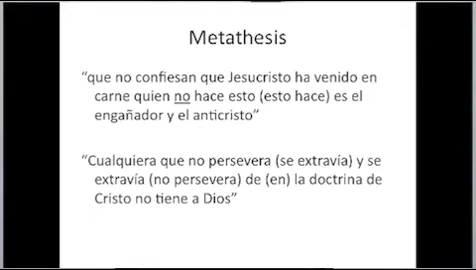 Metathesis
“que no confiesan que Jesucristo ha venido en
carne quien no hace esto (esto hace) es el
engañador y el anticristo”
“Cualquiera que no persevera (se extravía) y se
extravía (no persevera) de (en) la doctrina de
Cristo no tiene a Dios”